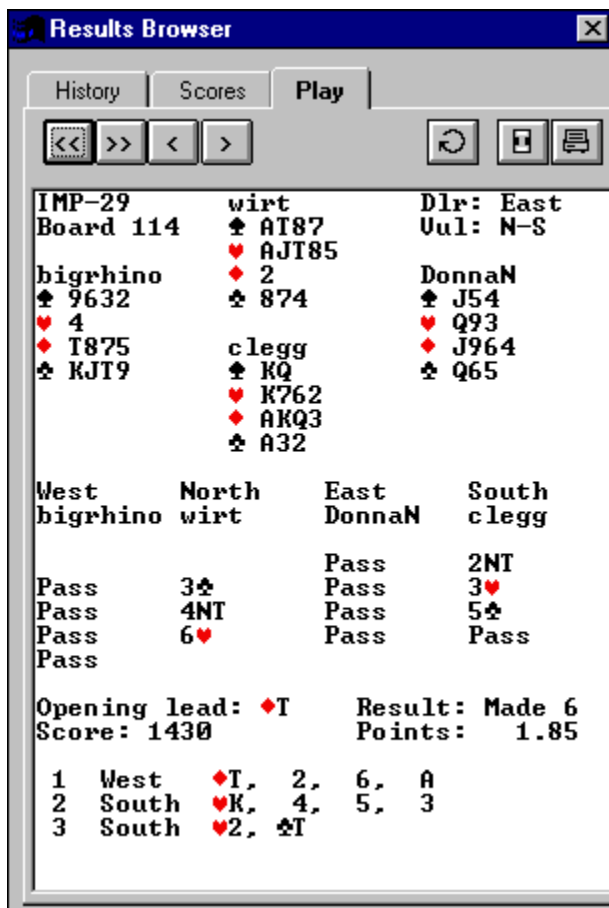 Results Browser
History Scores Play
<< >> < >
IMP-29 wirt Dlr: East
Board 114 ♠ AT87 Vul: N-S
♥ AJT85
bigrhino ♦ 2 DonnaN
♠ 9632 ♣ 874 ♠ J54
♥ 4 ♥ Q93
♦ T875 clegg ♦ J964
♣ KJT9 ♠ KQ ♣ Q65
♥ K762
♦ AKQ3
♣ A32
West North East South
bigrhino wirt DonnaN clegg
Pass 2NT
Pass 3♣ Pass 3♥
Pass 4NT Pass 5♣
Pass 6♥ Pass Pass
Pass
Opening lead: ♦T Result: Made 6
Score: 1430 Points: 1.85
1 West ♦T, 2, 6, A
2 South ♥K, 4, 5, 3
3 South ♥2, ♣T